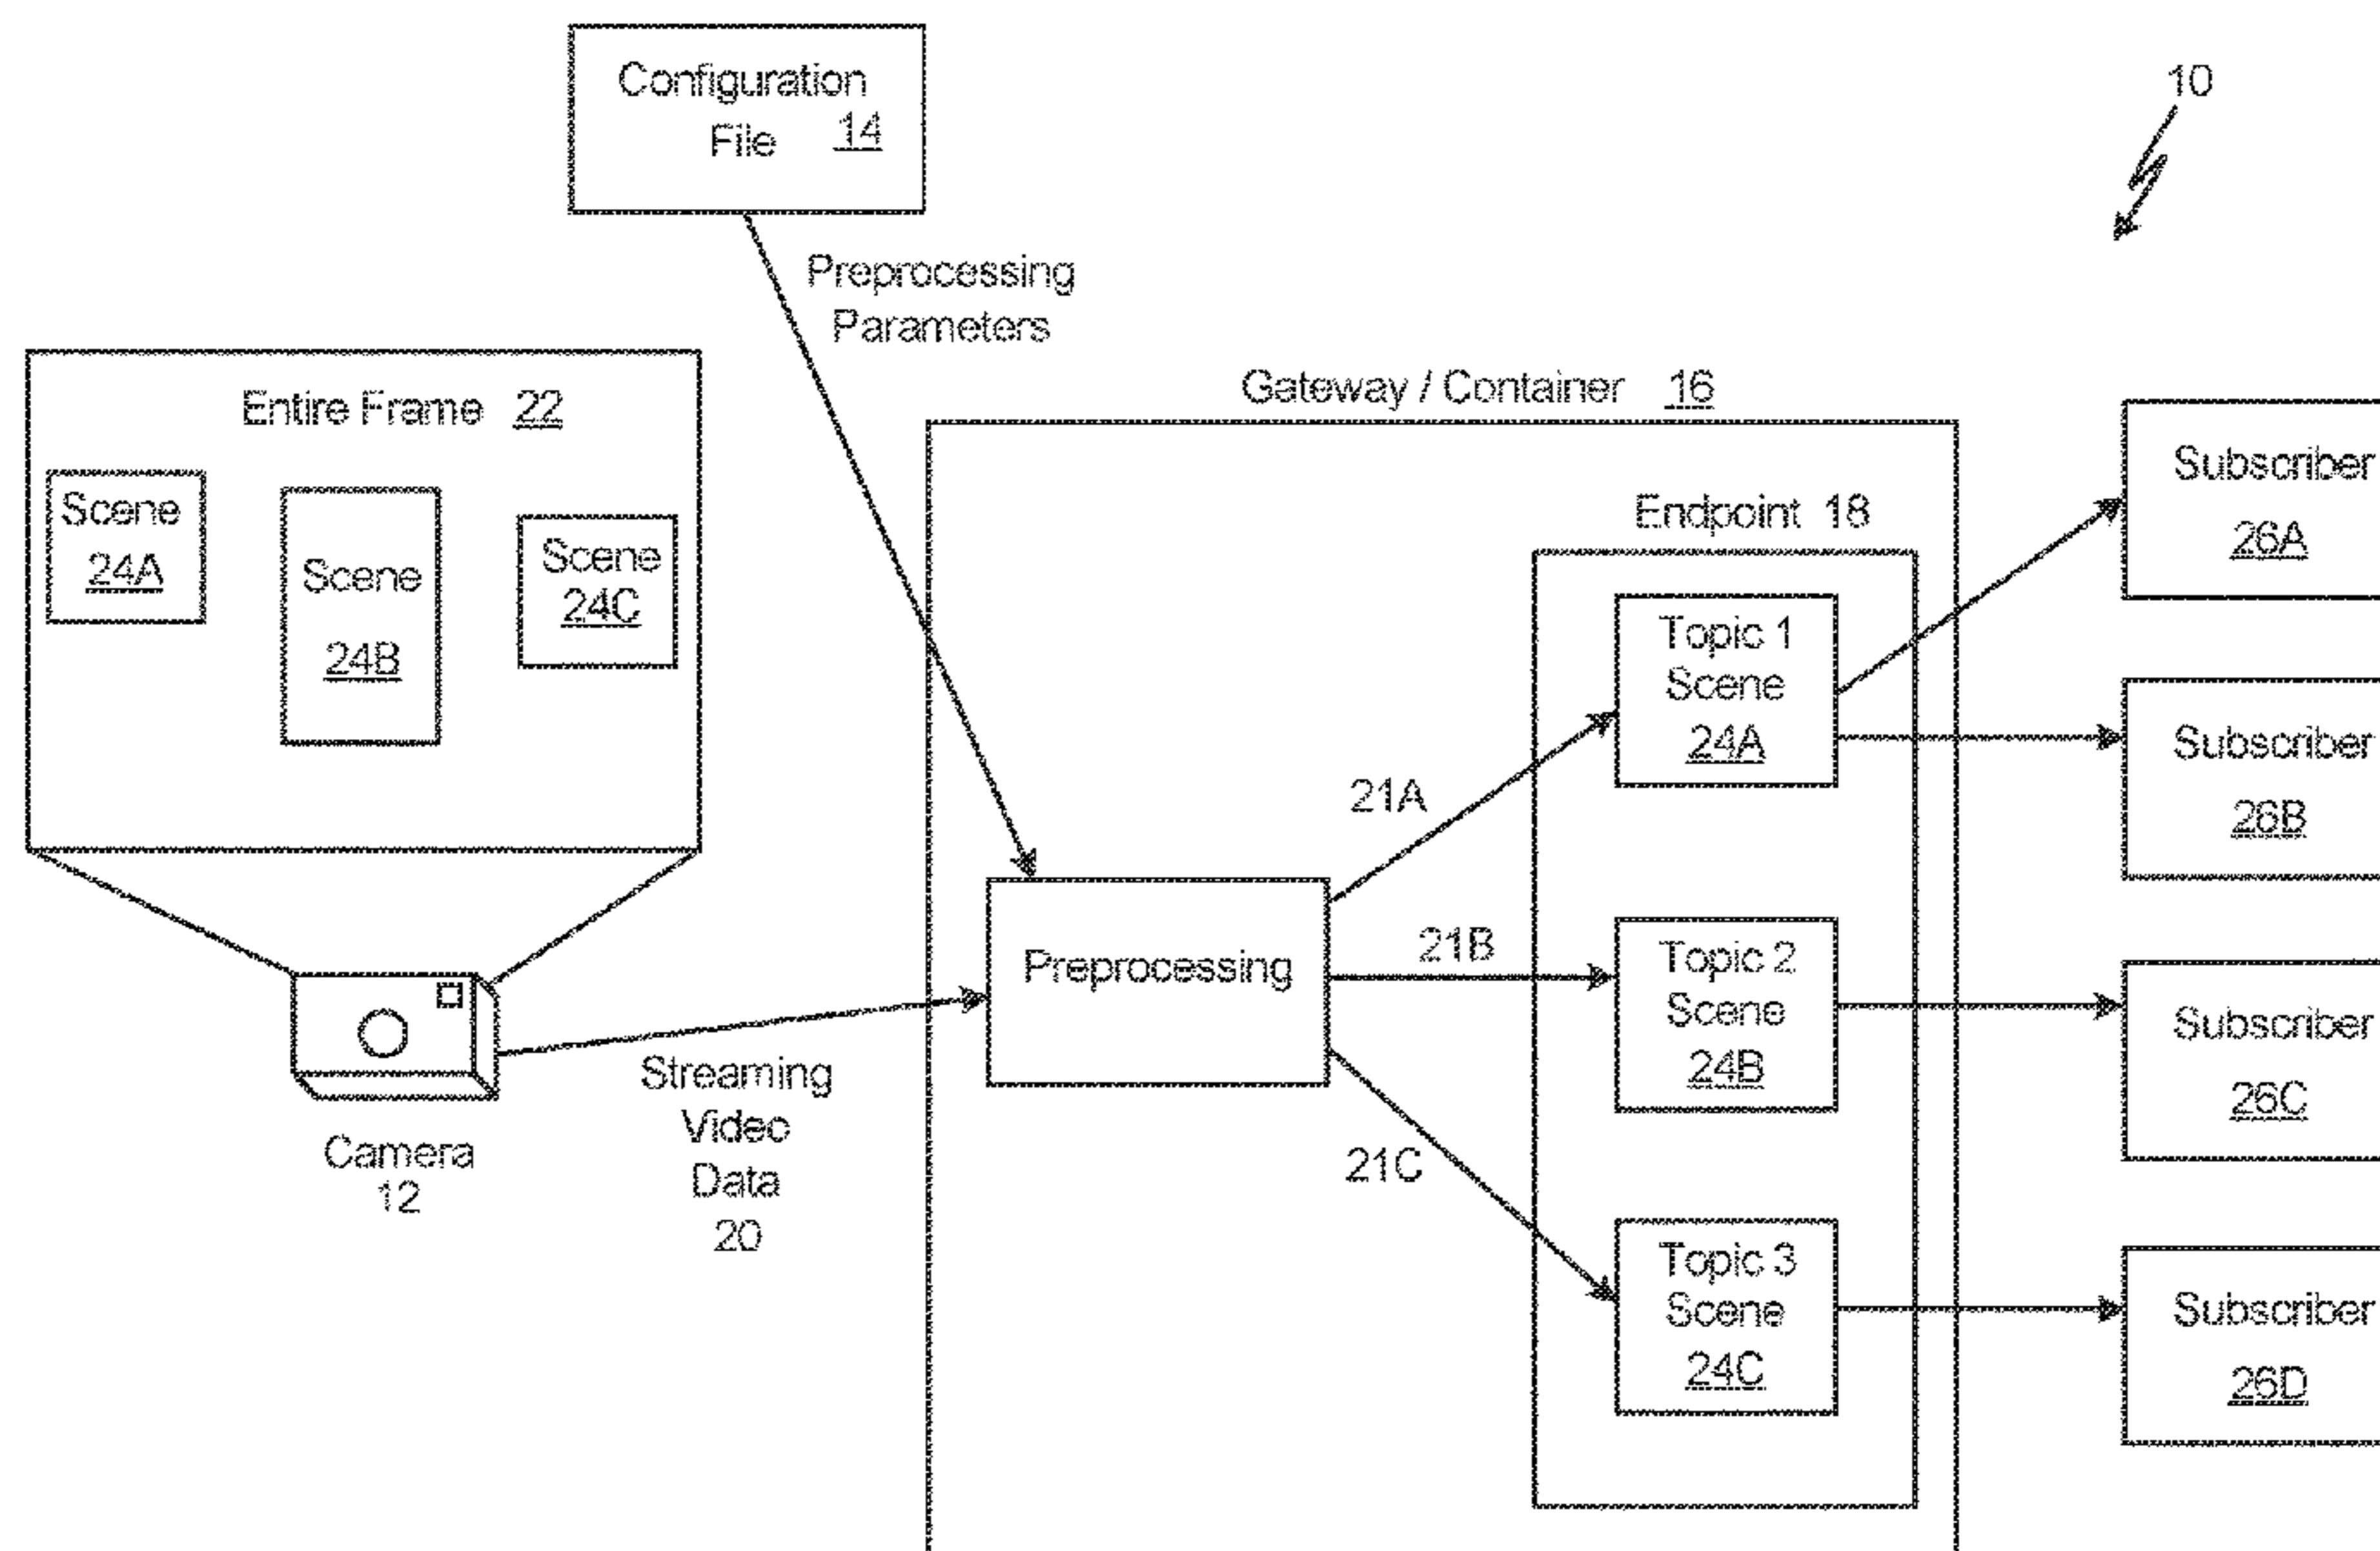 Configuration
File 14
10
Preprocessing
Parameters
Entire Frame 22
Scene
24A
Scene
24B
Scene
24C
Gateway / Container 16
Endpoint 18
Topic 1
Scene
24A
Topic 2
Scene
24B
Topic 3
Scene
24C
21A
21B
21C
Preprocessing
Streaming
Video
Data
20
Camera
12
Subscriber
26A
Subscriber
26B
Subscriber
26C
Subscriber
26D